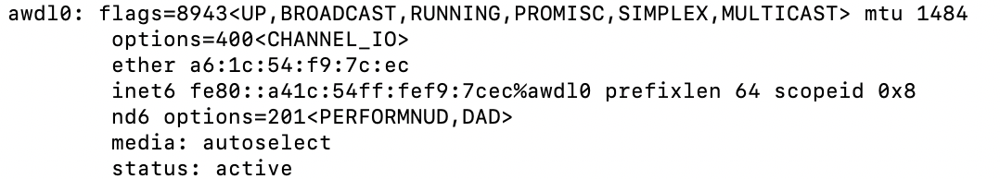 awdl0: flags=8943<UP,BROADCAST,RUNNING,PROMISC,SIMPLEX,MULTICAST> mtu 1484
options=400<CHANNEL_IO>
ether a6:1c:54:f9:7c:ec
inet6 fe80::a41c:54ff:fef9:7cec%awdl0 prefixlen 64 scopeid 0x8
nd6 options=201<PERFORMNUD,DAD>
media: autoselect
status: active